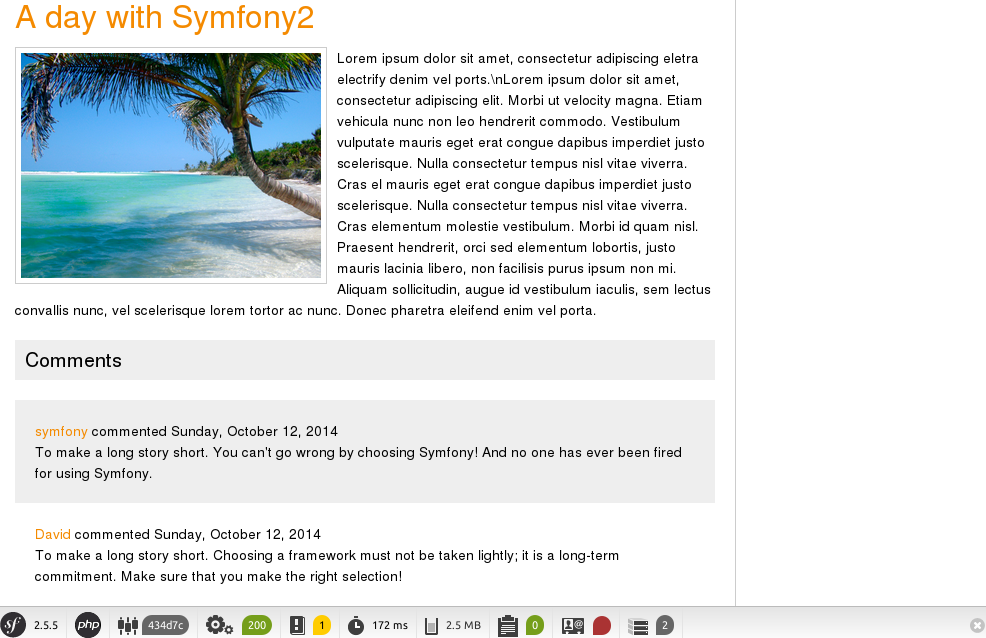 A day with Symfony2
Lorem ipsum dolor sit amet, consectetur adipiscing eletra
electrify denim vel ports.\nLorem ipsum dolor sit amet,
consectetur adipiscing elit. Morbi ut velocity magna. Etiam
vehicula nunc non leo hendrerit commodo. Vestibulum
vulputate mauris eget erat congue dapibus imperdiet justo
scelerisque. Nulla consectetur tempus nisl vitae viverra.
Cras el mauris eget erat congue dapibus imperdiet justo
scelerisque. Nulla consectetur tempus nisl vitae viverra.
Cras elementum molestie vestibulum. Morbi id quam nisl.
Praesent hendrerit, orci sed elementum lobortis, justo
mauris lacinia libero, non facilisis purus ipsum non mi.
Aliquam sollicitudin, augue id vestibulum iaculis, sem lectus
convallis nunc, vel scelerisque lorem tortor ac nunc. Donec pharetra eleifend enim vel porta.
Comments
symfony commented Sunday, October 12, 2014
To make a long story short. You can't go wrong by choosing Symfony! And no one has ever been fired
for using Symfony.
David commented Sunday, October 12, 2014
To make a long story short. Choosing a framework must not be taken lightly; it is a long-term
commitment. Make sure that you make the right selection!
sf 2.5.5 php 434d7c 200 1 172 ms 2.5 MB 0 2